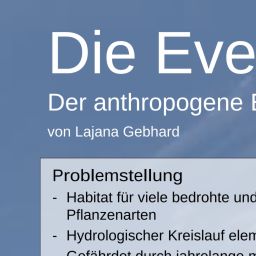 Die Eve
Der anthropogene E
von Lajana Gebhard
Problemstellung
- Habitat für viele bedrohte und
Pflanzenarten
- Hydrologischer Kreislauf elem
- Gefährdet durch jahrelange m